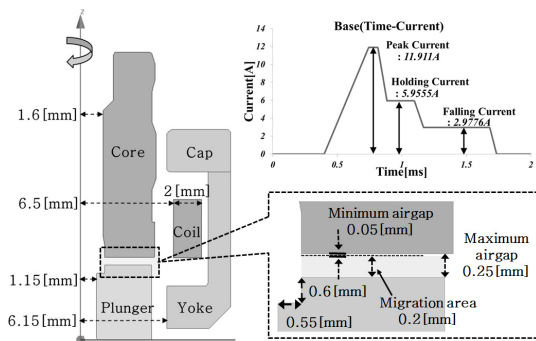 z
1.6[mm]
Core
Cap
6.5[mm]
2[mm]
Coil
1.15[mm]
Plunger
Yoke
6.15[mm]
Base(Time-Current)
Current[A]
14
12
10
8
6
4
2
0
Peak Current
: 11.911A
Holding Current
: 5.9555A
Falling Current
: 2.9776A
0
0.5
1
1.5
2
Time[ms]
Minimum airgap
0.05[mm]
Maximum
airgap
0.25[mm]
0.6[mm]
Migration area
0.2[mm]
0.55[mm]